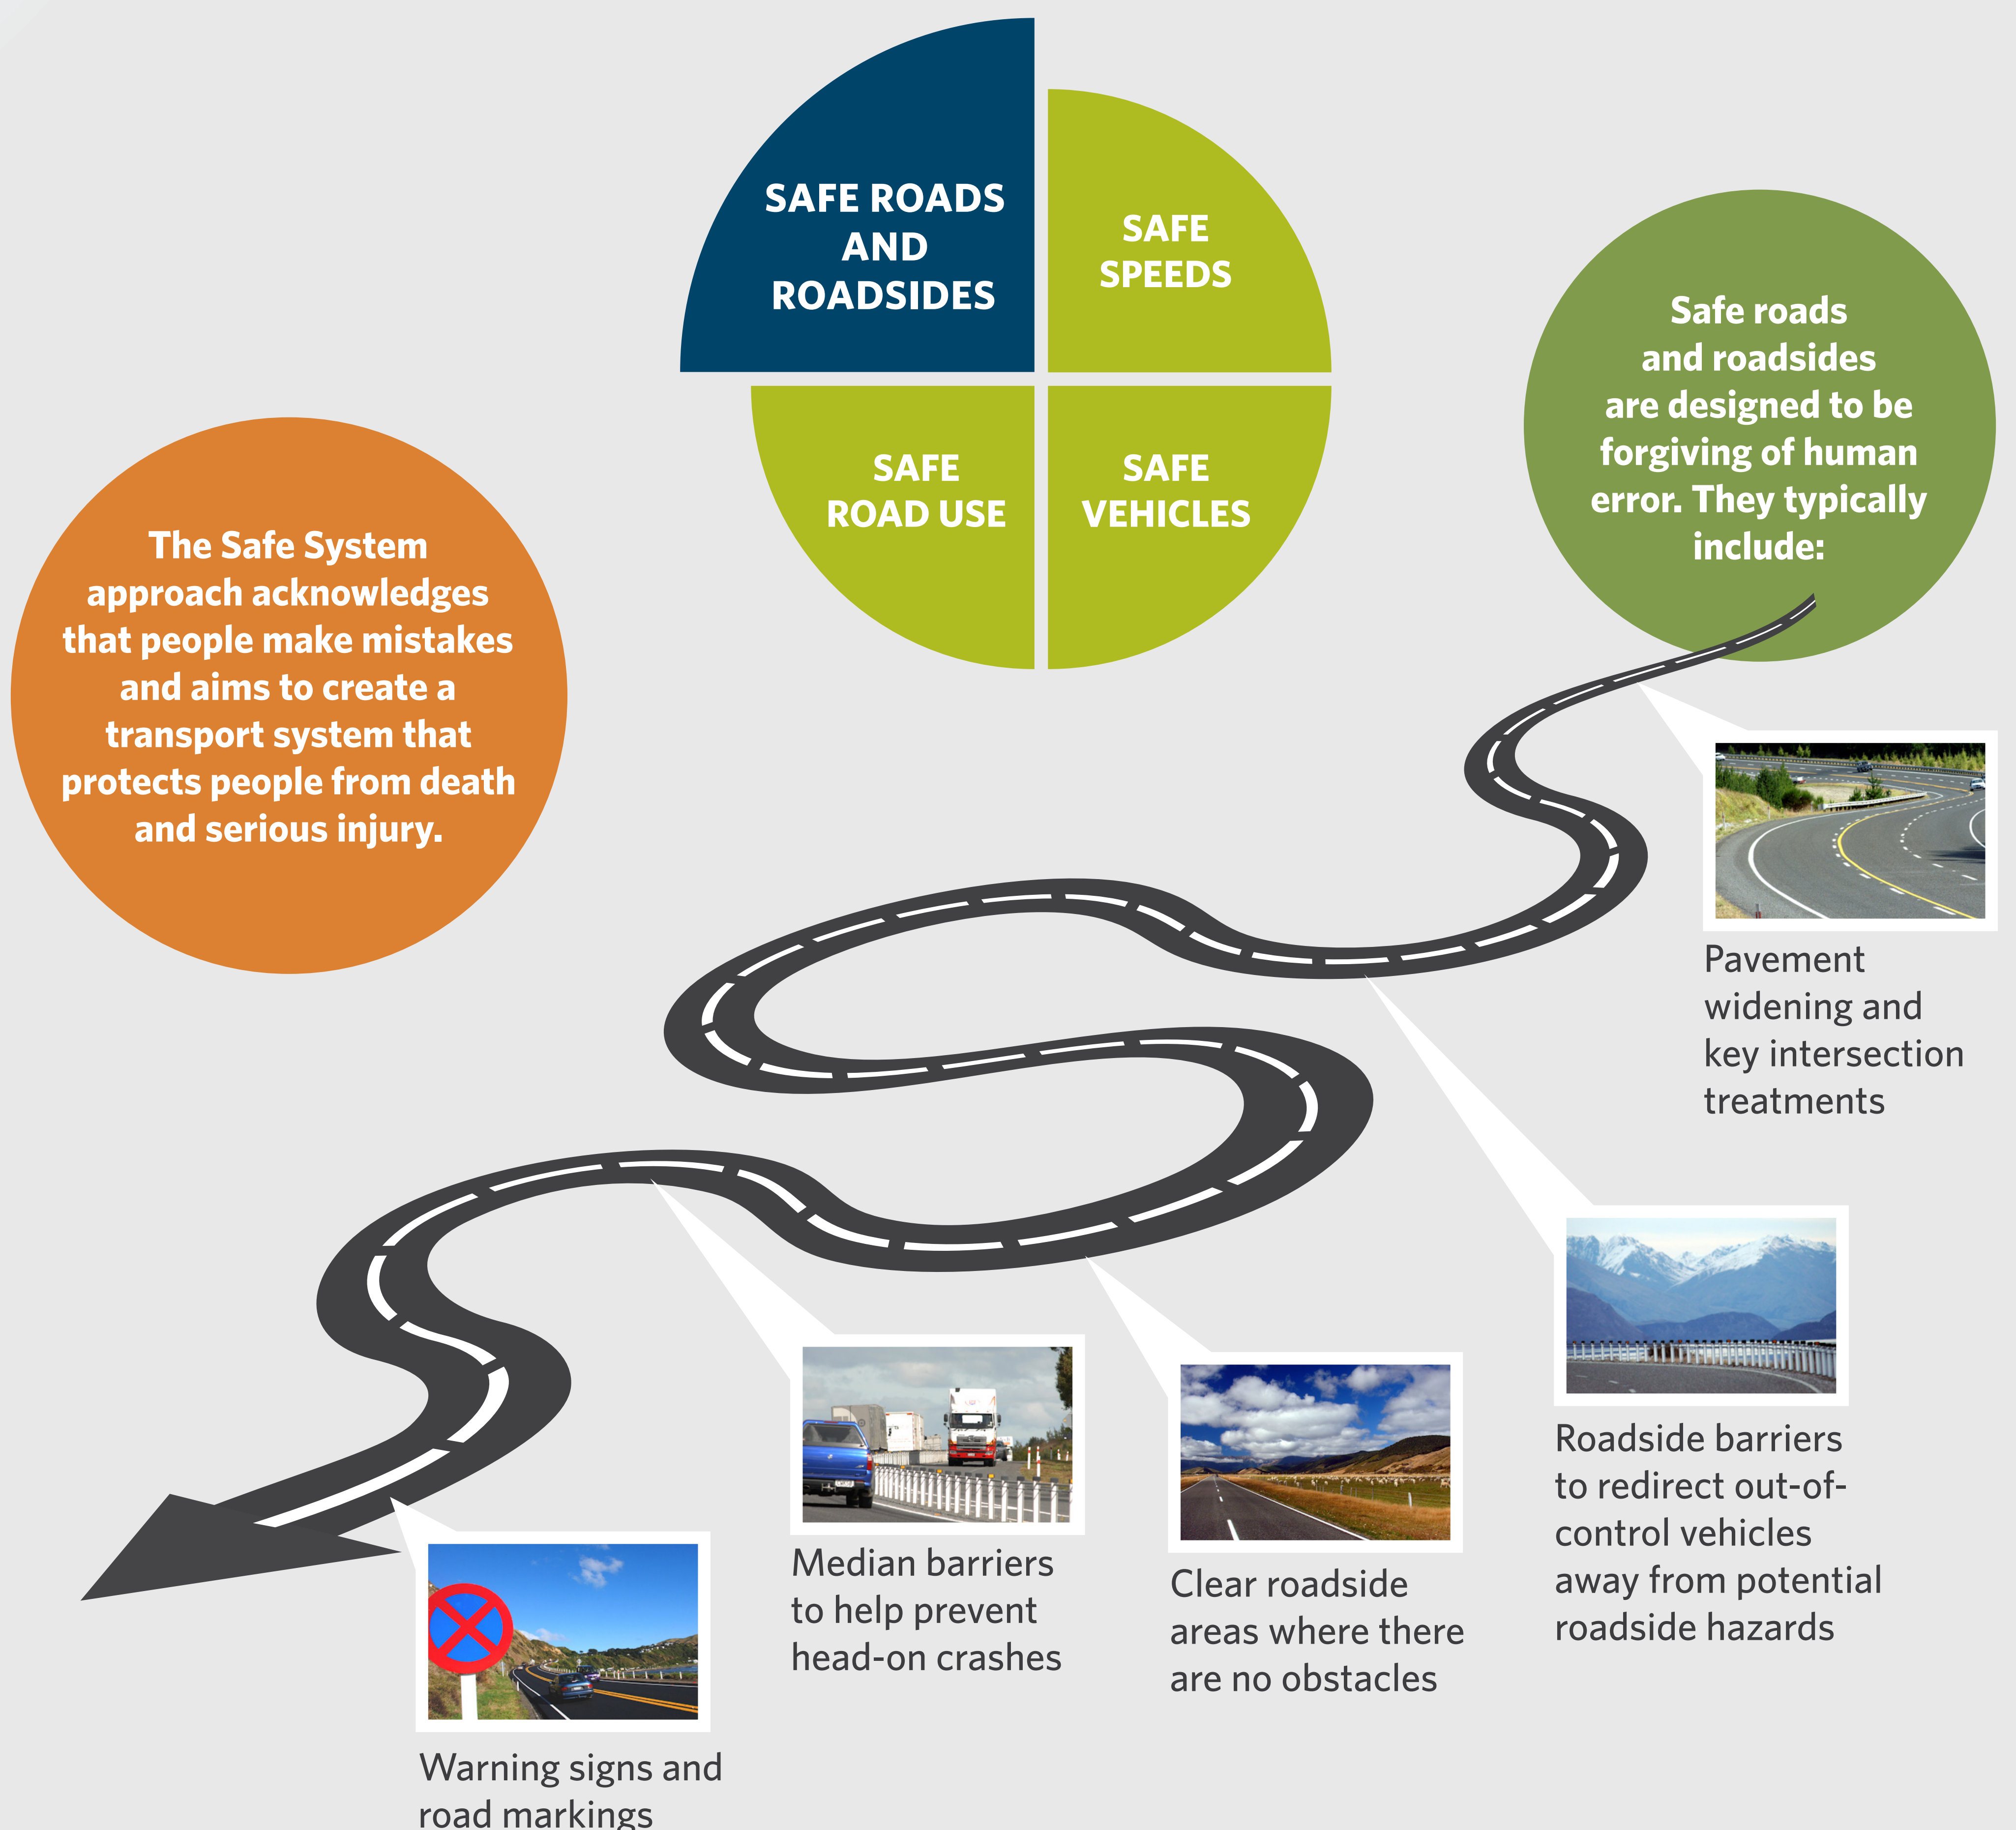 SAFE ROADS
AND
ROADSIDES
SAFE
SPEEDS
SAFE
ROAD USE
SAFE
VEHICLES
The Safe System
approach acknowledges
that people make mistakes
and aims to create a
transport system that
protects people from death
and serious injury.
Safe roads
and roadsides
are designed to be
forgiving of human
error. They typically
include:
Pavement
widening and
key intersection
treatments
Roadside barriers
to redirect out-of-
control vehicles
away from potential
roadside hazards
Clear roadside
areas where there
are no obstacles
Median barriers
to help prevent
head-on crashes
Warning signs and
road markings